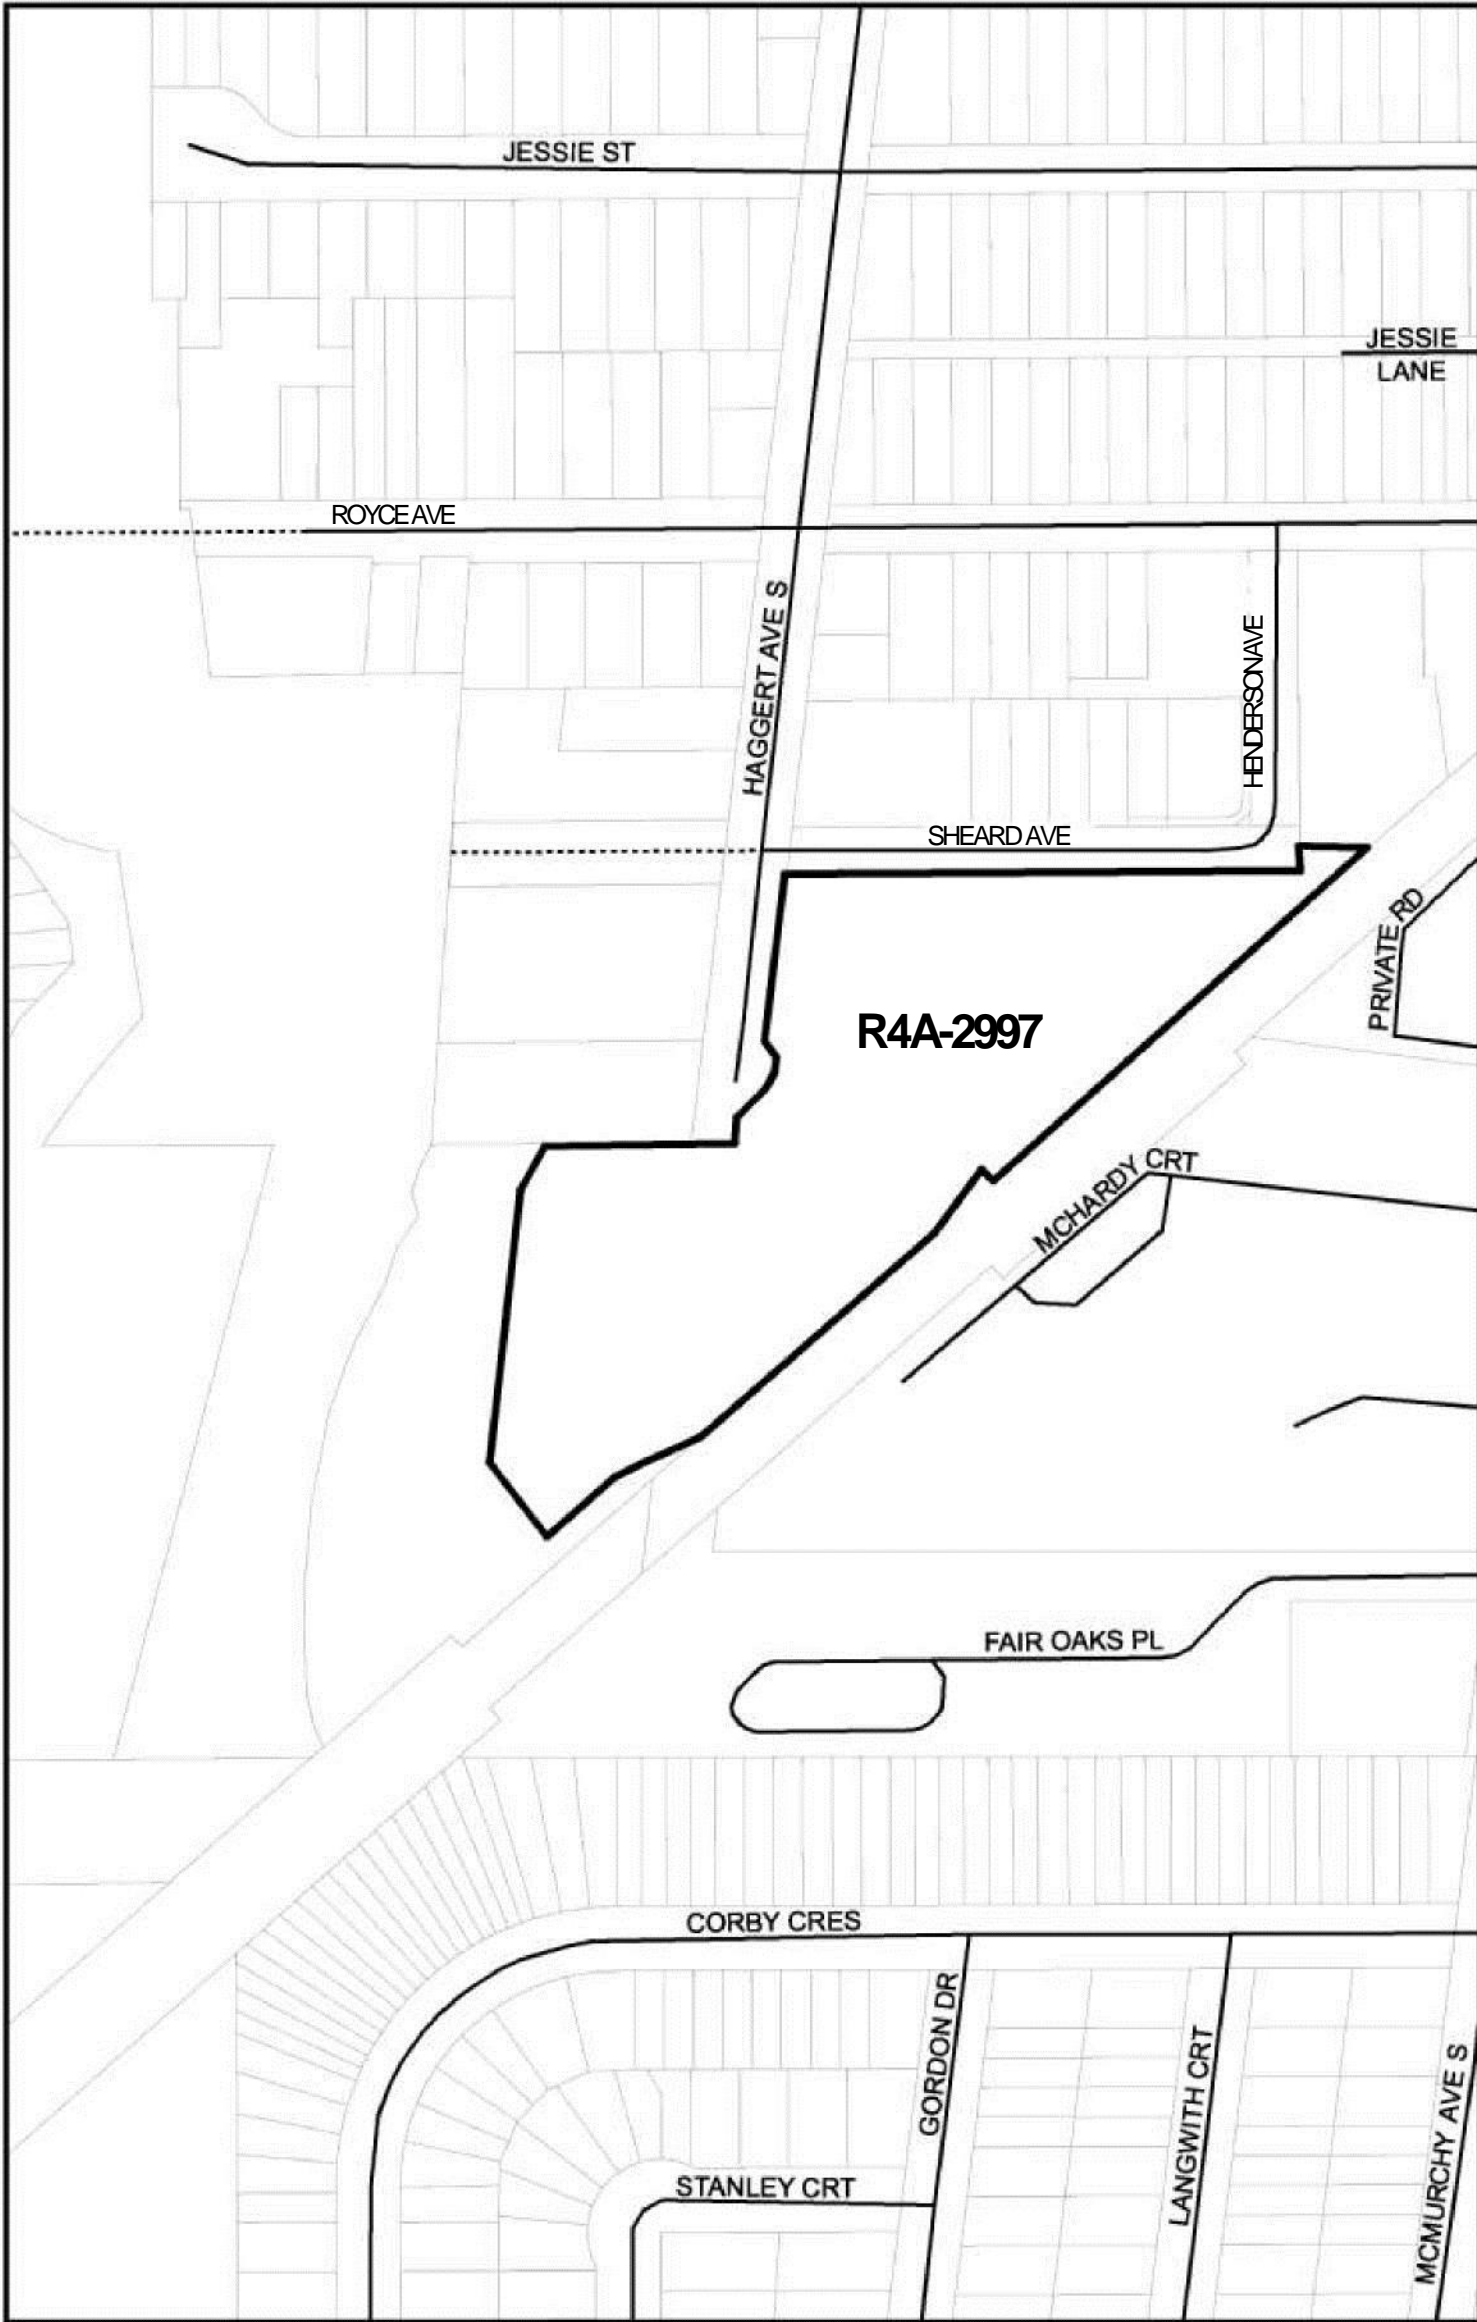 JESSIE ST
JESSIE
LANE
ROYCE AVE
HAGGERT AVE S
HENDERSON AVE
SHEARD AVE
PRIVATE RD
R4A-2997
MCHARDY CRT
FAIR OAKS PL
CORBY CRES
GORDON DR
LANGWITH CRT
MCMURCHY AVE S
STANLEY CRT